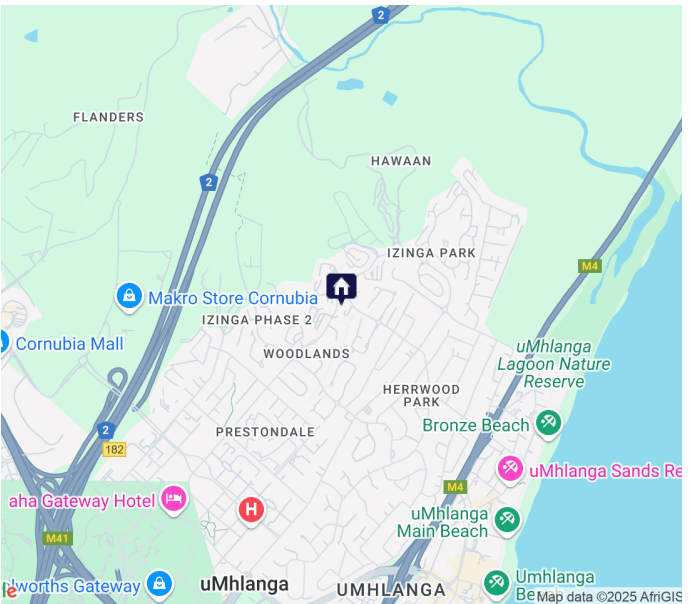 2
FLANDERS
HAWAAN
2
IZINGA PARK
M4
Makro Store Cornubia
IZINGA PHASE 2
Cornubia Mall
WOODLANDS
uMhlanga
Lagoon Nature
Reserve
HERRWOOD
PARK
Bronze Beach
2
PRESTONDALE
182
uMhlanga Sands Re
M4
aha Gateway Hotel
H
uMhlanga
Main Beach
M41
lworths Gateway
uMhlanga
UMHLANGA
Umhlanga
Be
Map data ©2025 AfriGIS